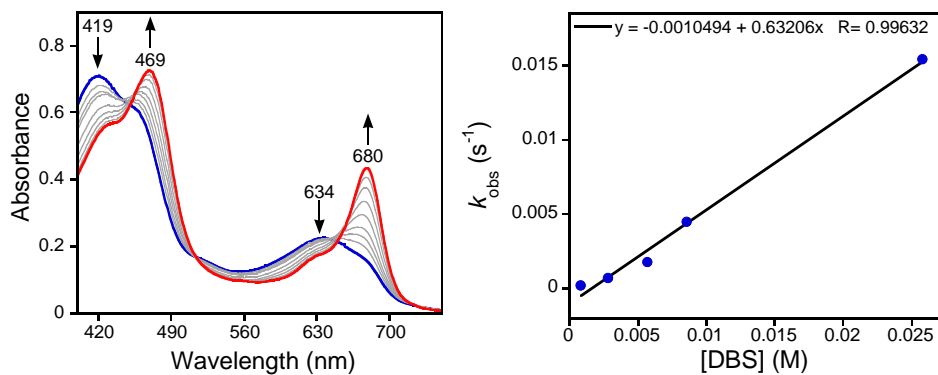 419
469
634
680
0.8
0.6
0.4
0.2
0
Absorbance
420 490 560 630 700
Wavelength (nm)
y = -0.0010494 + 0.63206x R= 0.99632
0.015
0.01
0.005
0
k_obs (s^-1)
0 0.005 0.01 0.015 0.02 0.025
[DBS] (M)